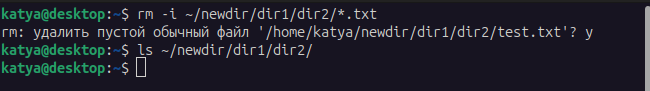 katya@desktop:~$ rm -i ~/newdir/dir1/dir2/*.txt
rm: удалить пустой обычный файл '/home/katya/newdir/dir1/dir2/test.txt'? y
katya@desktop:~$ ls ~/newdir/dir1/dir2/
katya@desktop:~$